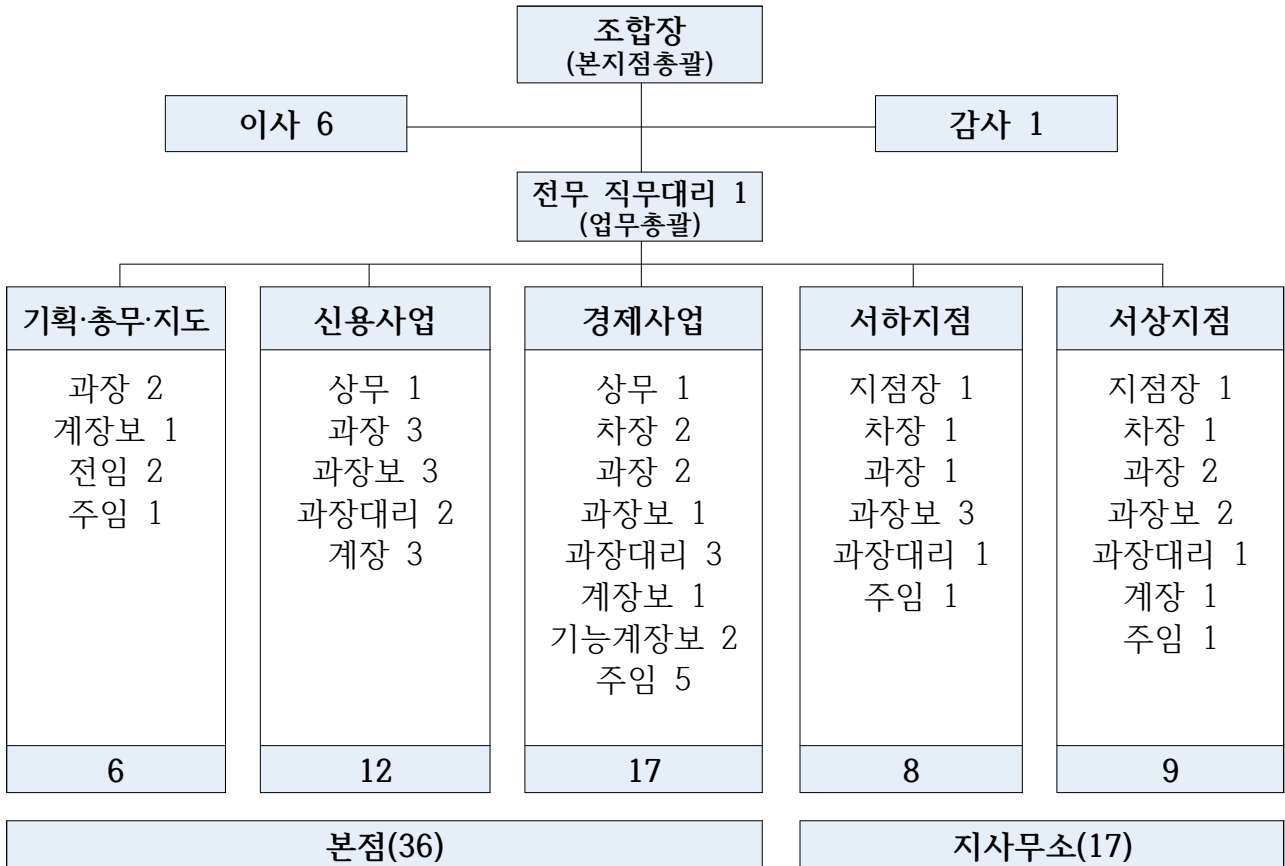 조합장
(본지점총괄)
이사 6
감사 1
전무 직무대리 1
(업무총괄)
기획·총무·지도
과장 2
계장보 1
전임 2
주임 1
6
신용사업
상무 1
과장 3
과장보 3
과장대리 2
계장 3
12
경제사업
상무 1
차장 2
과장 2
과장보 1
과장대리 3
계장보 1
기능계장보 2
주임 5
17
서하지점
지점장 1
차장 1
과장 1
과장보 3
과장대리 1
주임 1
8
서상지점
지점장 1
차장 1
과장 2
과장보 2
과장대리 1
계장 1
주임 1
9
본점(36)
지사무소(17)